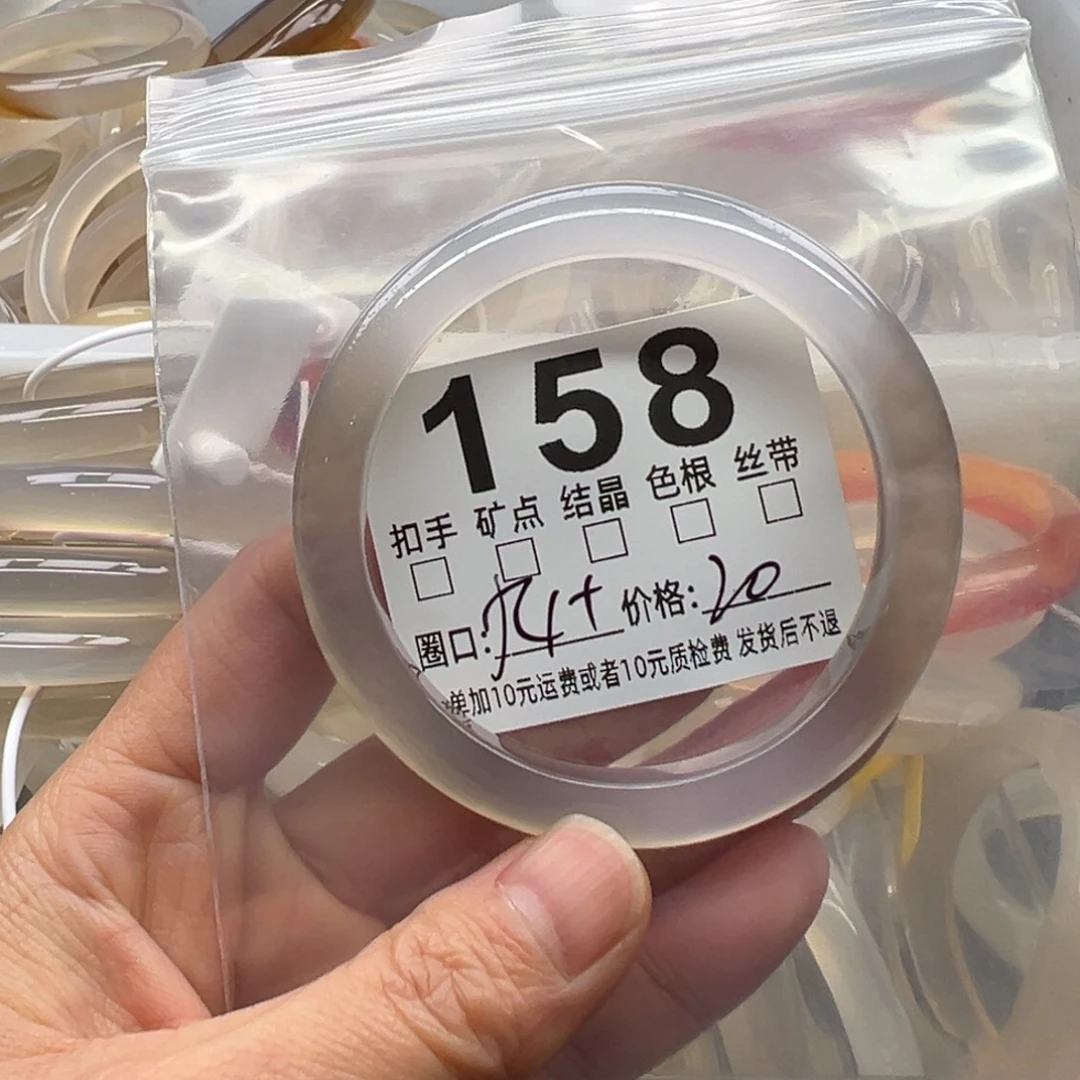 158
扣手 矿点 结晶 色根 丝带
圈口:54+ 价格:20
单加10元运费或者10元质检费 发货后不退